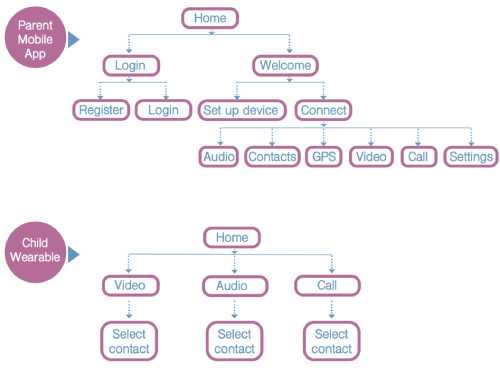 Parent
Mobile
App
Home
Login
Welcome
Register
Login
Set up device
Connect
Audio
Contacts
GPS
Video
Call
Settings
Child
Wearable
Home
Video
Audio
Call
Select
contact
Select
contact
Select
contact